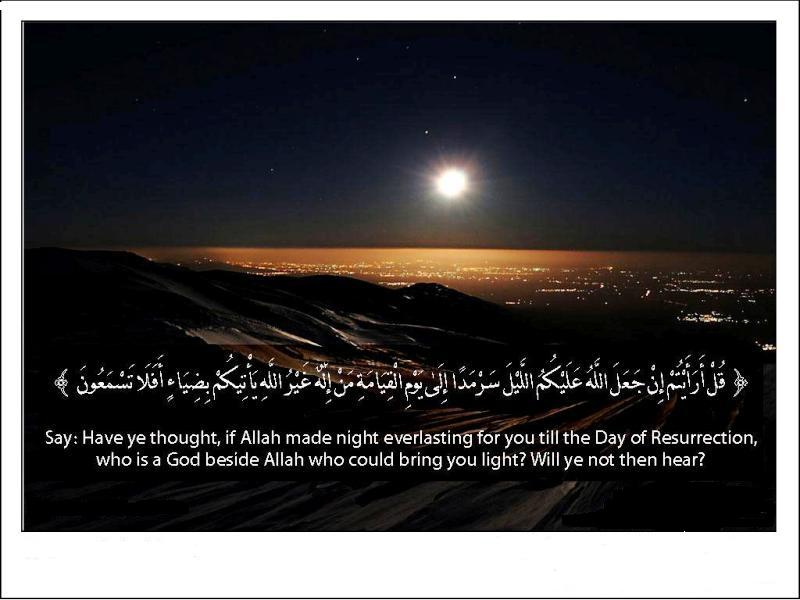 ﴿ قُلْ أَرَأَيْتُمْ إِنْ جَعَلَ اللَّهُ عَلَيْكُمُ اللَّيْلَ سَرْمَدًا إِلَىٰ يَوْمِ الْقِيَامَةِ مَنْ إِلَٰهٌ غَيْرُ اللَّهِ يَأْتِيكُمْ بِضِيَاءٍ أَفَلَا تَسْمَعُونَ ﴾
Say: Have ye thought, if Allah made night everlasting for you till the Day of Resurrection,
who is a God beside Allah who could bring you light? Will ye not then hear?